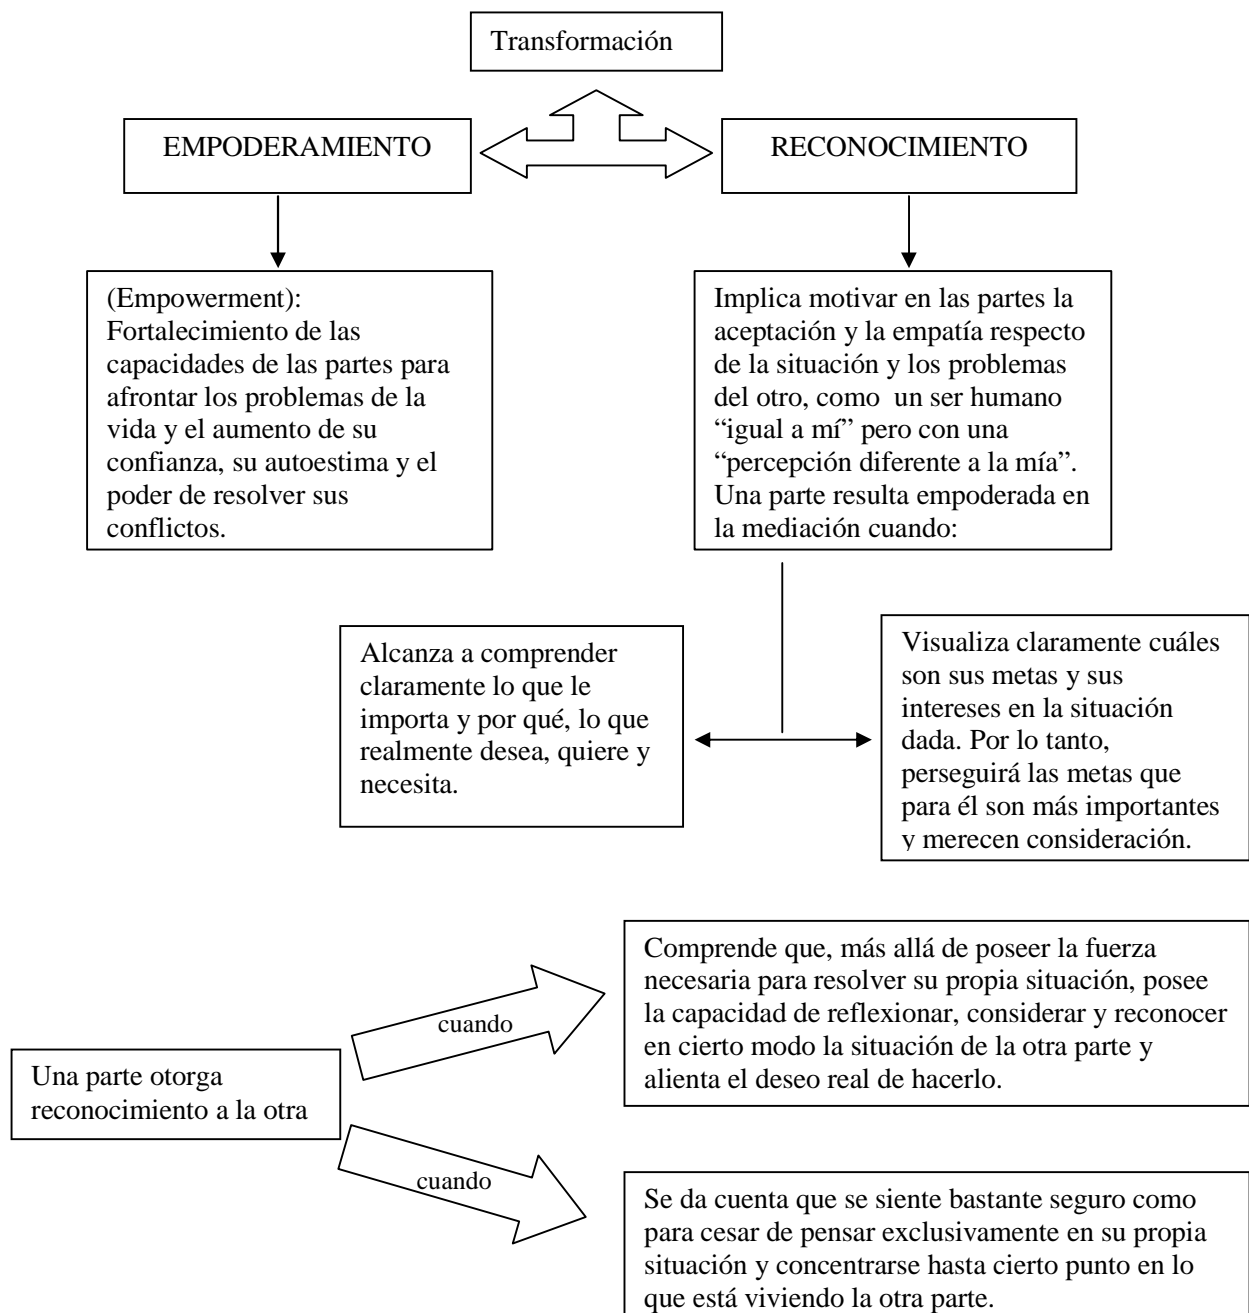 Transformación
EMPODERAMIENTO
RECONOCIMIENTO
(Empowerment):
Fortalecimiento de las
capacidades de las partes para
afrontar los problemas de la
vida y el aumento de su
confianza, su autoestima y el
poder de resolver sus
conflictos.
Implica motivar en las partes la
aceptación y la empatía respecto
de la situación y los problemas
del otro, como un ser humano
“igual a mí” pero con una
“percepción diferente a la mía”.
Una parte resulta empoderada en
la mediación cuando:
Alcanza a comprender
claramente lo que le
importa y por qué, lo que
realmente desea, quiere y
necesita.
Visualiza claramente cuáles
son sus metas y sus
intereses en la situación
dada. Por lo tanto,
perseguirá las metas que
para él son más importantes
y merecen consideración.
Una parte otorga
reconocimiento a la otra
cuando
Comprende que, más allá de poseer la fuerza
necesaria para resolver su propia situación, posee
la capacidad de reflexionar, considerar y reconocer
en cierto modo la situación de la otra parte y
alienta el deseo real de hacerlo.
cuando
Se da cuenta que se siente bastante seguro como
para cesar de pensar exclusivamente en su propia
situación y concentrarse hasta cierto punto en lo
que está viviendo la otra parte.